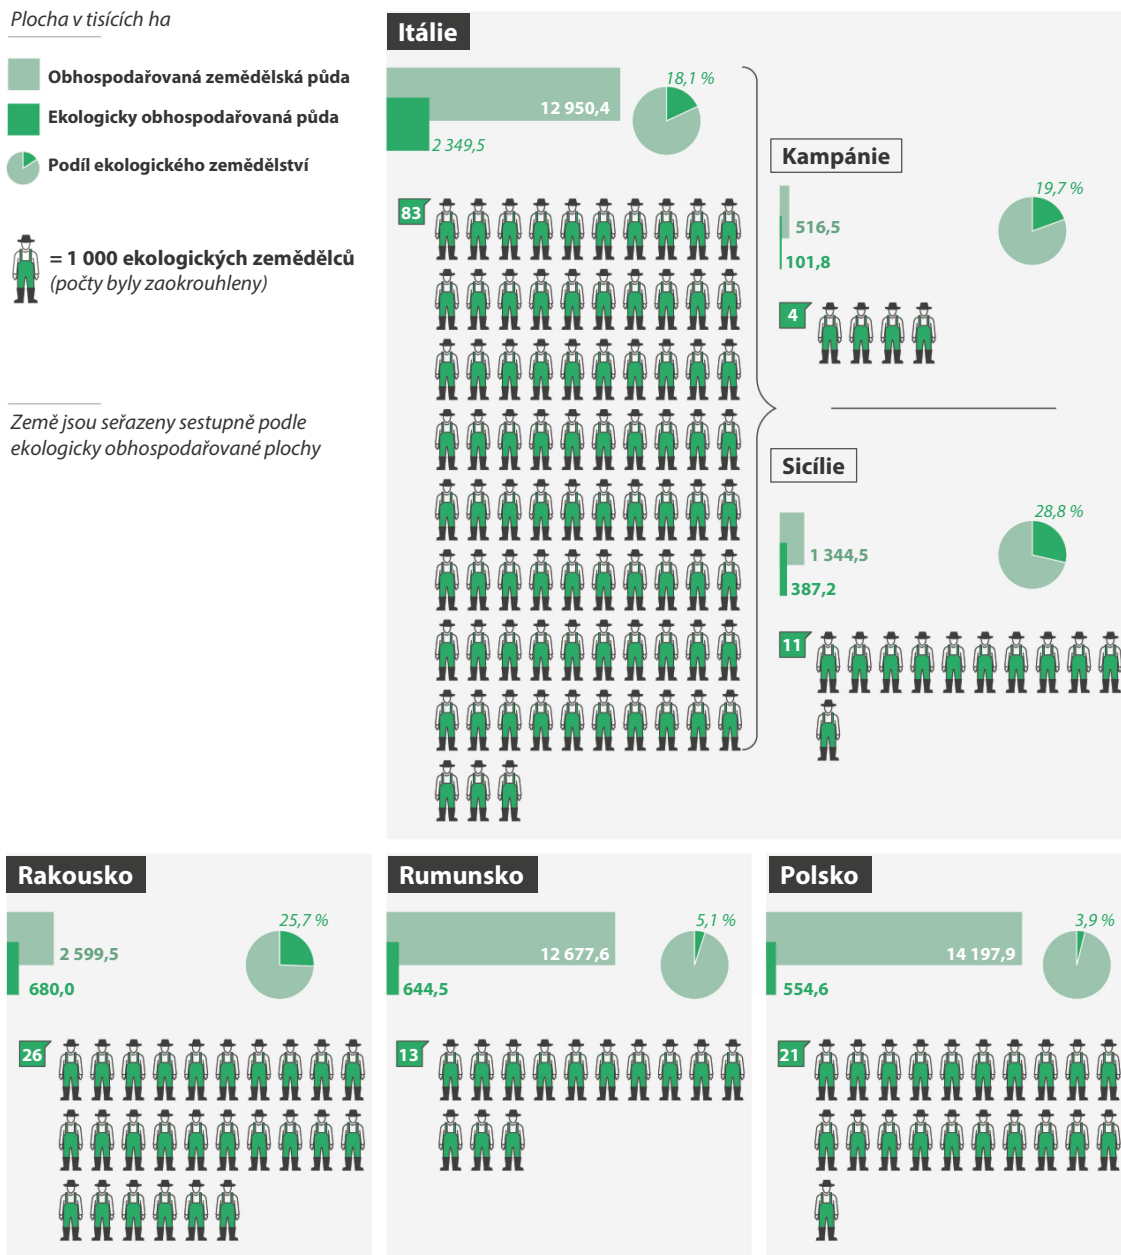 Plocha v tisících ha
Obhospodařovaná zemědělská půda
Ekologicky obhospodařovaná půda
Podíl ekologického zemědělství
= 1 000 ekologických zemědělců
(počty byly zaokrouhleny)
Země jsou seřazeny sestupně podle
ekologicky obhospodařované plochy
Itálie
12 950,4
2 349,5
18,1 %
83
Kampánie
516,5
101,8
19,7 %
4
Sicílie
1 344,5
387,2
28,8 %
11
Rakousko
2 599,5
680,0
25,7 %
26
Rumunsko
12 677,6
644,5
5,1 %
13
Polsko
14 197,9
554,6
3,9 %
21